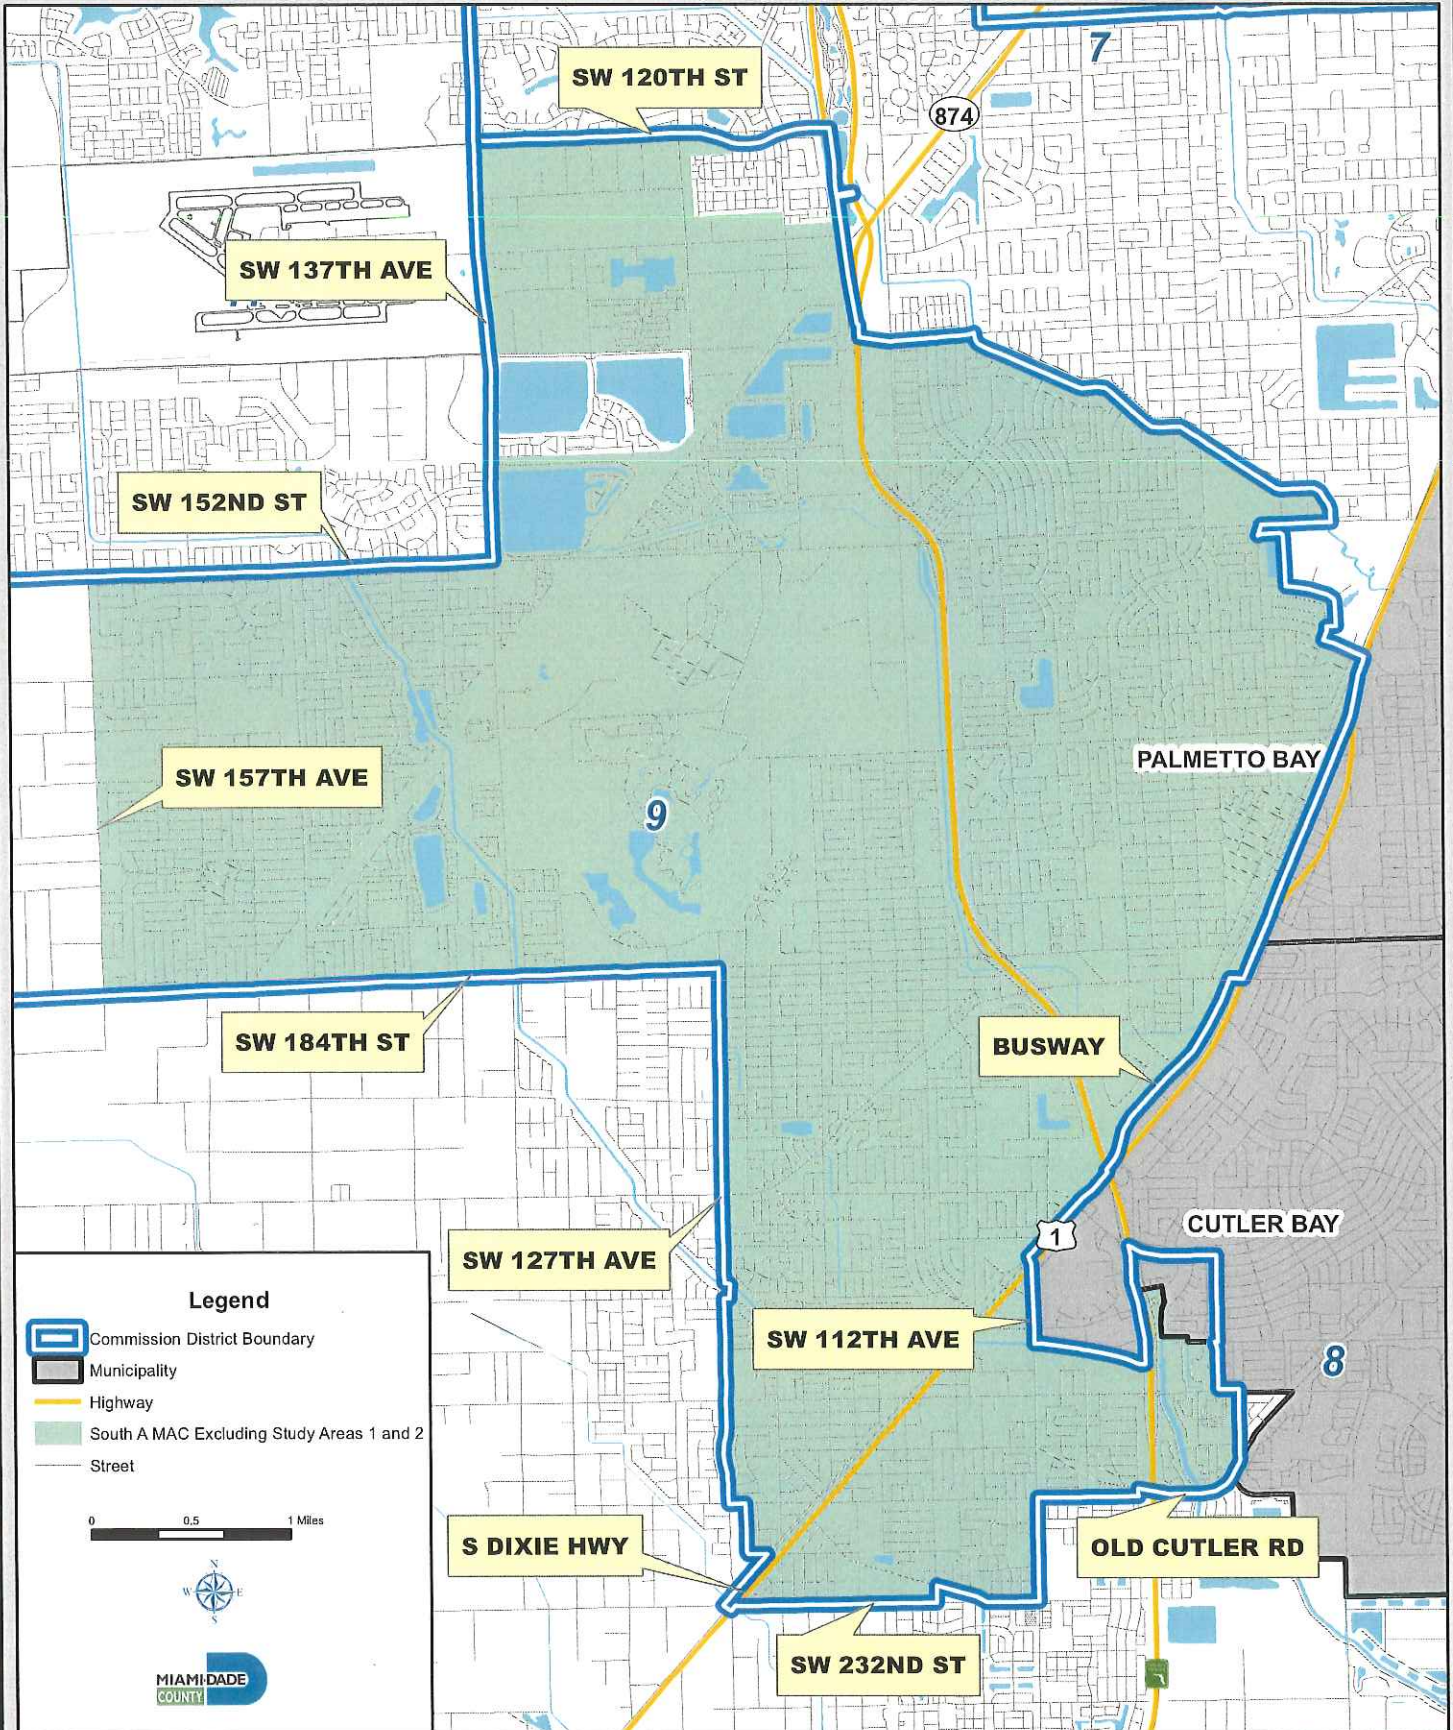 7
SW 120TH ST
874
SW 137TH AVE
SW 152ND ST
PALMETTO BAY
SW 157TH AVE
9
SW 184TH ST
BUSWAY
1
CUTLER BAY
SW 127TH AVE
SW 112TH AVE
8
Legend
Commission District Boundary
Municipality
Highway
South A MAC Excluding Study Areas 1 and 2
Street
0 0.5 1 Miles
N
W E
S
S DIXIE HWY
OLD CUTLER RD
SW 232ND ST
MIAMI-DADE
COUNTY